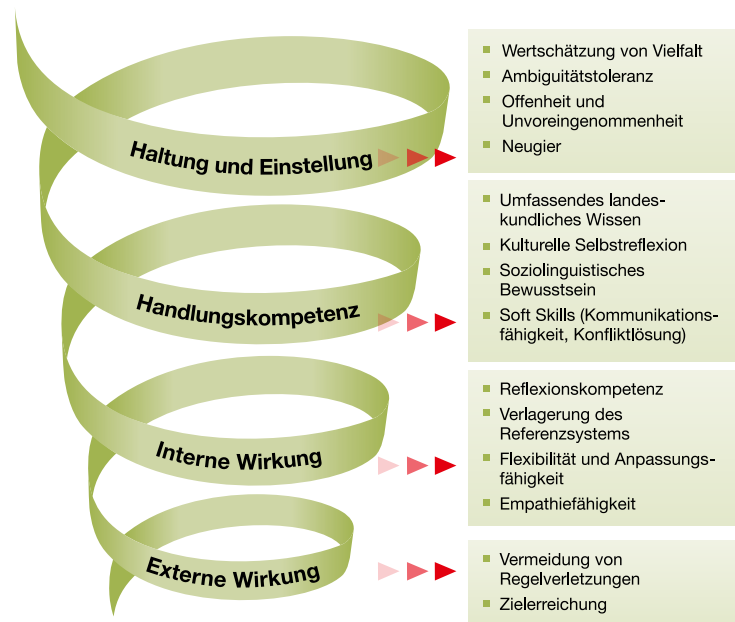 Haltung und Einstellung
Wertschätzung von Vielfalt
Ambiguitätstoleranz
Offenheit und
Unvoreingenommenheit
Neugier
Handlungskompetenz
Umfassendes landes-
kundliches Wissen
Kulturelle Selbstreflexion
Soziolinguistisches
Bewusstsein
Soft Skills (Kommunikations-
fähigkeit, Konfliktlösung)
Interne Wirkung
Reflexionskompetenz
Verlagerung des
Referenzsystems
Flexibilität und Anpassungs-
fähigkeit
Empathiefähigkeit
Externe Wirkung
Vermeidung von
Regelverletzungen
Zielerreichung